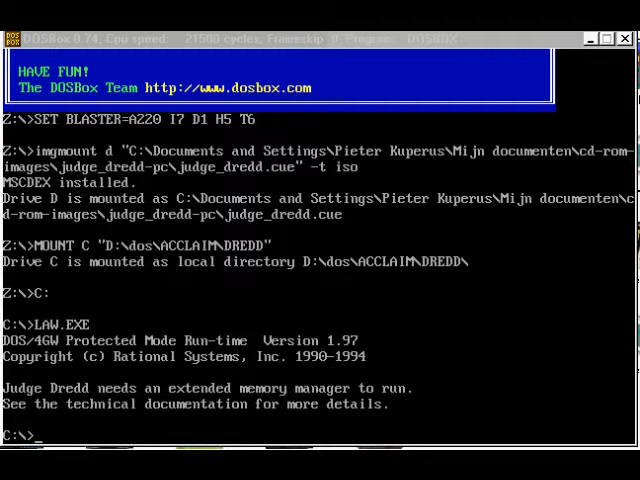 DOSBox 0.74, Cpu speed: 21500 cycles, Frameskip 0, Program: DOSBOX
HAVE FUN!
The DOSBox Team http://www.dosbox.com
Z:\>SET BLASTER=A220 I7 D1 H5 T6
Z:\>imgmount d "C:\Documents and Settings\Pieter Kuperus\Mijn documenten\cd-rom-
images\judge_dredd-pc\judge_dredd.cue" -t iso
MSCDEX installed.
Drive D is mounted as C:\Documents and Settings\Pieter Kuperus\Mijn documenten\c
d-rom-images\judge_dredd-pc\judge_dredd.cue
Z:\>MOUNT C "D:\dos\ACCLAIM\DREDD"
Drive C is mounted as local directory D:\dos\ACCLAIM\DREDD\
Z:\>C:
C:\>LAW.EXE
DOS/4GW Protected Mode Run-time  Version 1.97
Copyright (c) Rational Systems, Inc. 1990-1994
Judge Dredd needs an extended memory manager to run.
See the technical documentation for more details.
C:\>_